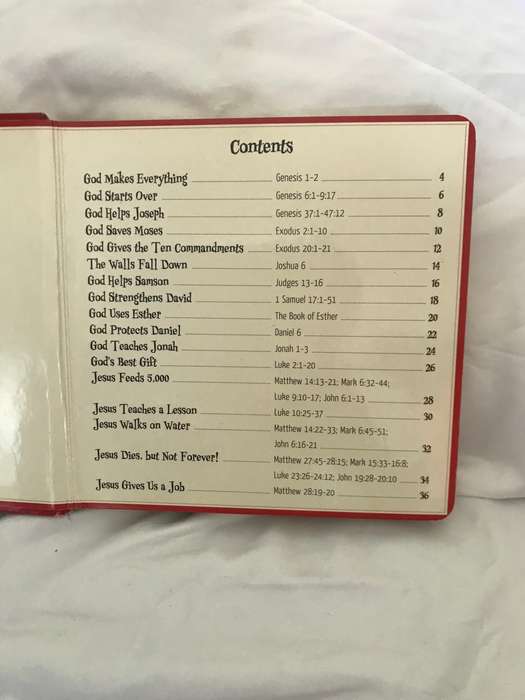 Contents
God Makes Everything Genesis 1-2 4
God Starts Over Genesis 6:1-9:17 6
God Helps Joseph Genesis 37:1-47:12 8
God Saves Moses Exodus 2:1-10 10
God Gives the Ten Commandments Exodus 20:1-21 12
The Walls Fall Down Joshua 6 14
God Helps Samson Judges 13-16 16
God Strengthens David 1 Samuel 17:1-51 18
God Uses Esther The Book of Esther 20
God Protects Daniel Daniel 6 22
God Teaches Jonah Jonah 1-3 24
God's Best Gift Luke 2:1-20 26
Jesus Feeds 5,000 Matthew 14:13-21; Mark 6:32-44;
Luke 9:10-17; John 6:1-13 28
Jesus Teaches a Lesson Luke 10:25-37 30
Jesus Walks on Water Matthew 14:22-33; Mark 6:45-51;
John 6:16-21 32
Jesus Dies, but Not Forever! Matthew 27:45-28:15; Mark 15:33-16:8;
Luke 23:26-24:12; John 19:28-20:10 34
Jesus Gives Us a Job Matthew 28:19-20 36